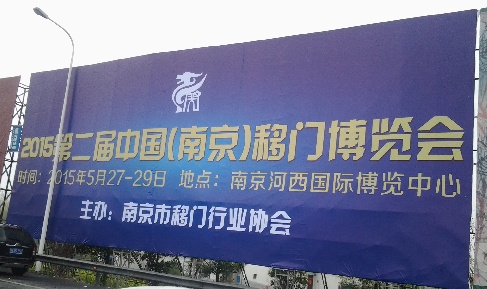 2015第二届中国(南京)移门博览会
时间：2015年5月27-29日 地点：南京河西国际博览中心
主办：南京市移门行业协会